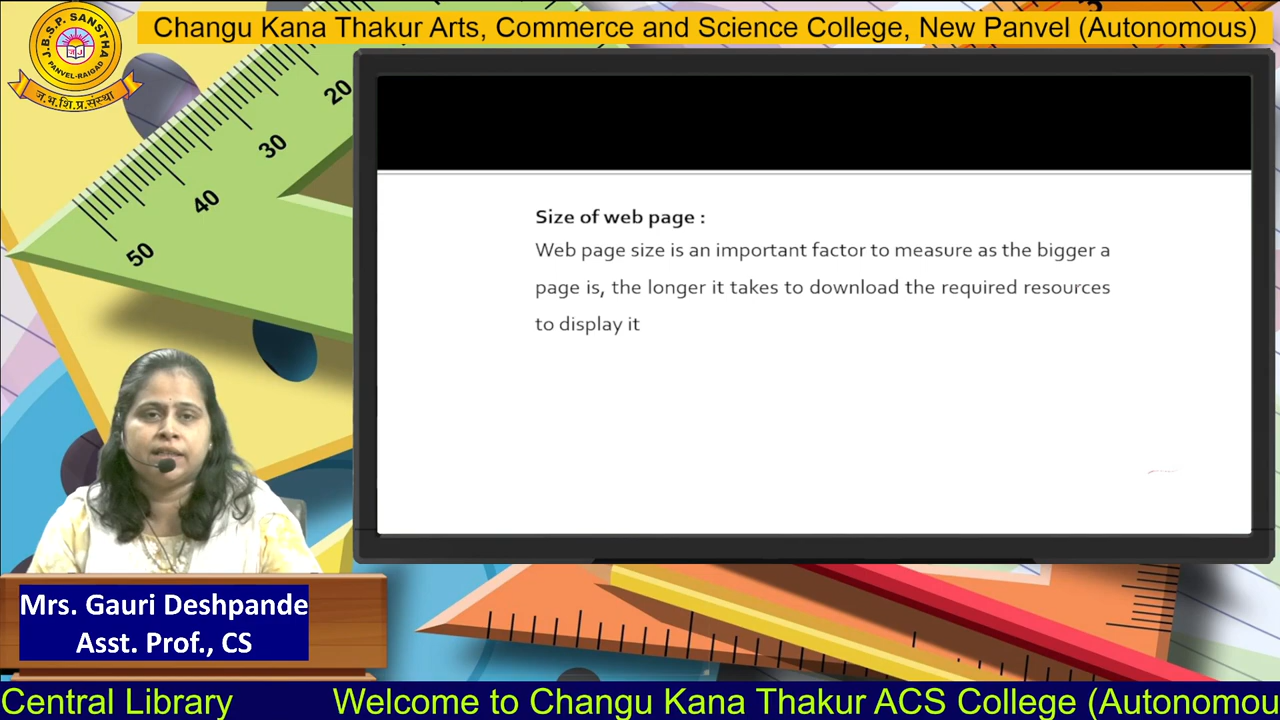 Changu Kana Thakur Arts, Commerce and Science College, New Panvel (Autonomous)
J.B.S.P. SANSTHA
PANVEL-RAIGAD
ज.भ.शि.प्र.संस्था
20
30
40
50
Size of web page :
Web page size is an important factor to measure as the bigger a
page is, the longer it takes to download the required resources
to display it
Mrs. Gauri Deshpande
Asst. Prof., CS
Central Library Welcome to Changu Kana Thakur ACS College (Autonomou